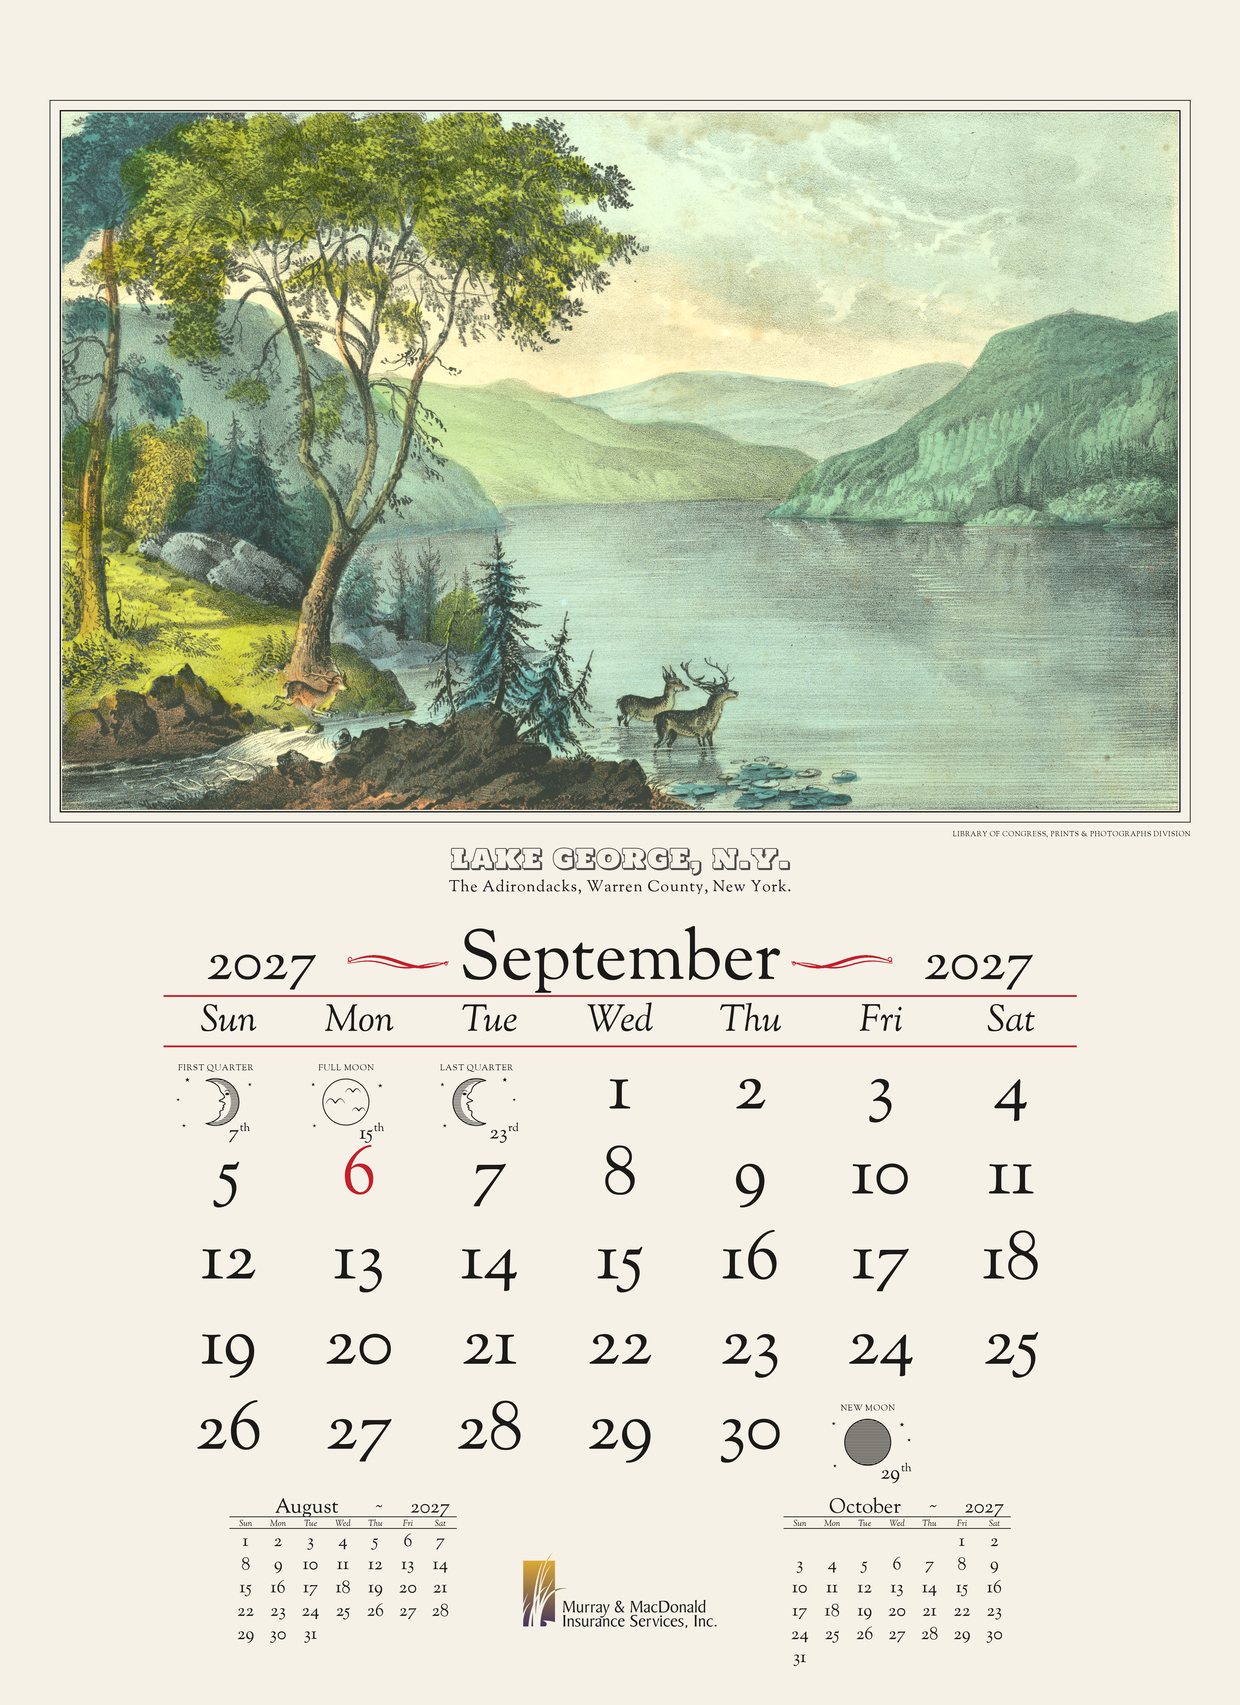 LIBRARY OF CONGRESS, PRINTS & PHOTOGRAPHS DIVISION
LAKE GEORGE, N.Y.
The Adirondacks, Warren County, New York.
2027 September 2027
Sun Mon Tue Wed Thu Fri Sat
FIRST QUARTER FULL MOON LAST QUARTER
7th 15th 23rd
1 2 3 4
5 6 7 8 9 10 11
12 13 14 15 16 17 18
19 20 21 22 23 24 25
26 27 28 29 30
NEW MOON
29th
August ~ 2027
Sun Mon Tue Wed Thu Fri Sat
1 2 3 4 5 6 7
8 9 10 11 12 13 14
15 16 17 18 19 20 21
22 23 24 25 26 27 28
29 30 31
Murray & MacDonald
Insurance Services, Inc.
October ~ 2027
Sun Mon Tue Wed Thu Fri Sat
1 2
3 4 5 6 7 8 9
10 11 12 13 14 15 16
17 18 19 20 21 22 23
24 25 26 27 28 29 30
31